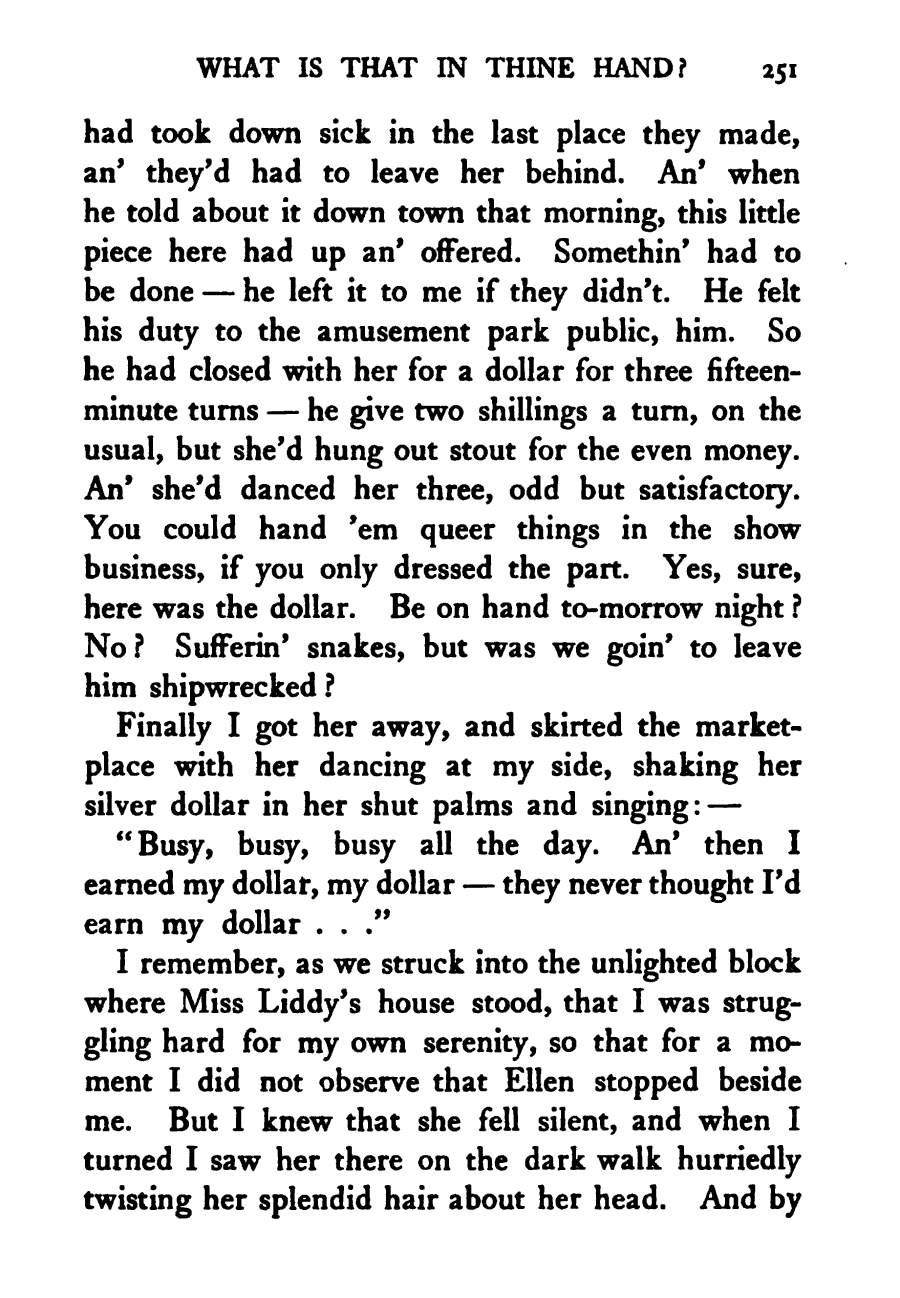 WHAT IS THAT IN THINE HAND? 251
had took down sick in the last place they made,
an' they'd had to leave her behind. An' when
he told about it down town that morning, this little
piece here had up an' offered. Somethin' had to
be done — he left it to me if they didn't. He felt
his duty to the amusement park public, him. So
he had closed with her for a dollar for three fifteen-
minute turns — he give two shillings a turn, on the
usual, but she'd hung out stout for the even money.
An' she'd danced her three, odd but satisfactory.
You could hand 'em queer things in the show
business, if you only dressed the part. Yes, sure,
here was the dollar. Be on hand to-morrow night?
No? Sufferin' snakes, but was we goin' to leave
him shipwrecked?
Finally I got her away, and skirted the market-
place with her dancing at my side, shaking her
silver dollar in her shut palms and singing: —
"Busy, busy, busy all the day. An' then I
earned my dollar, my dollar — they never thought I'd
earn my dollar . . ."
I remember, as we struck into the unlighted block
where Miss Liddy's house stood, that I was strug-
gling hard for my own serenity, so that for a mo-
ment I did not observe that Ellen stopped beside
me. But I knew that she fell silent, and when I
turned I saw her there on the dark walk hurriedly
twisting her splendid hair about her head. And by